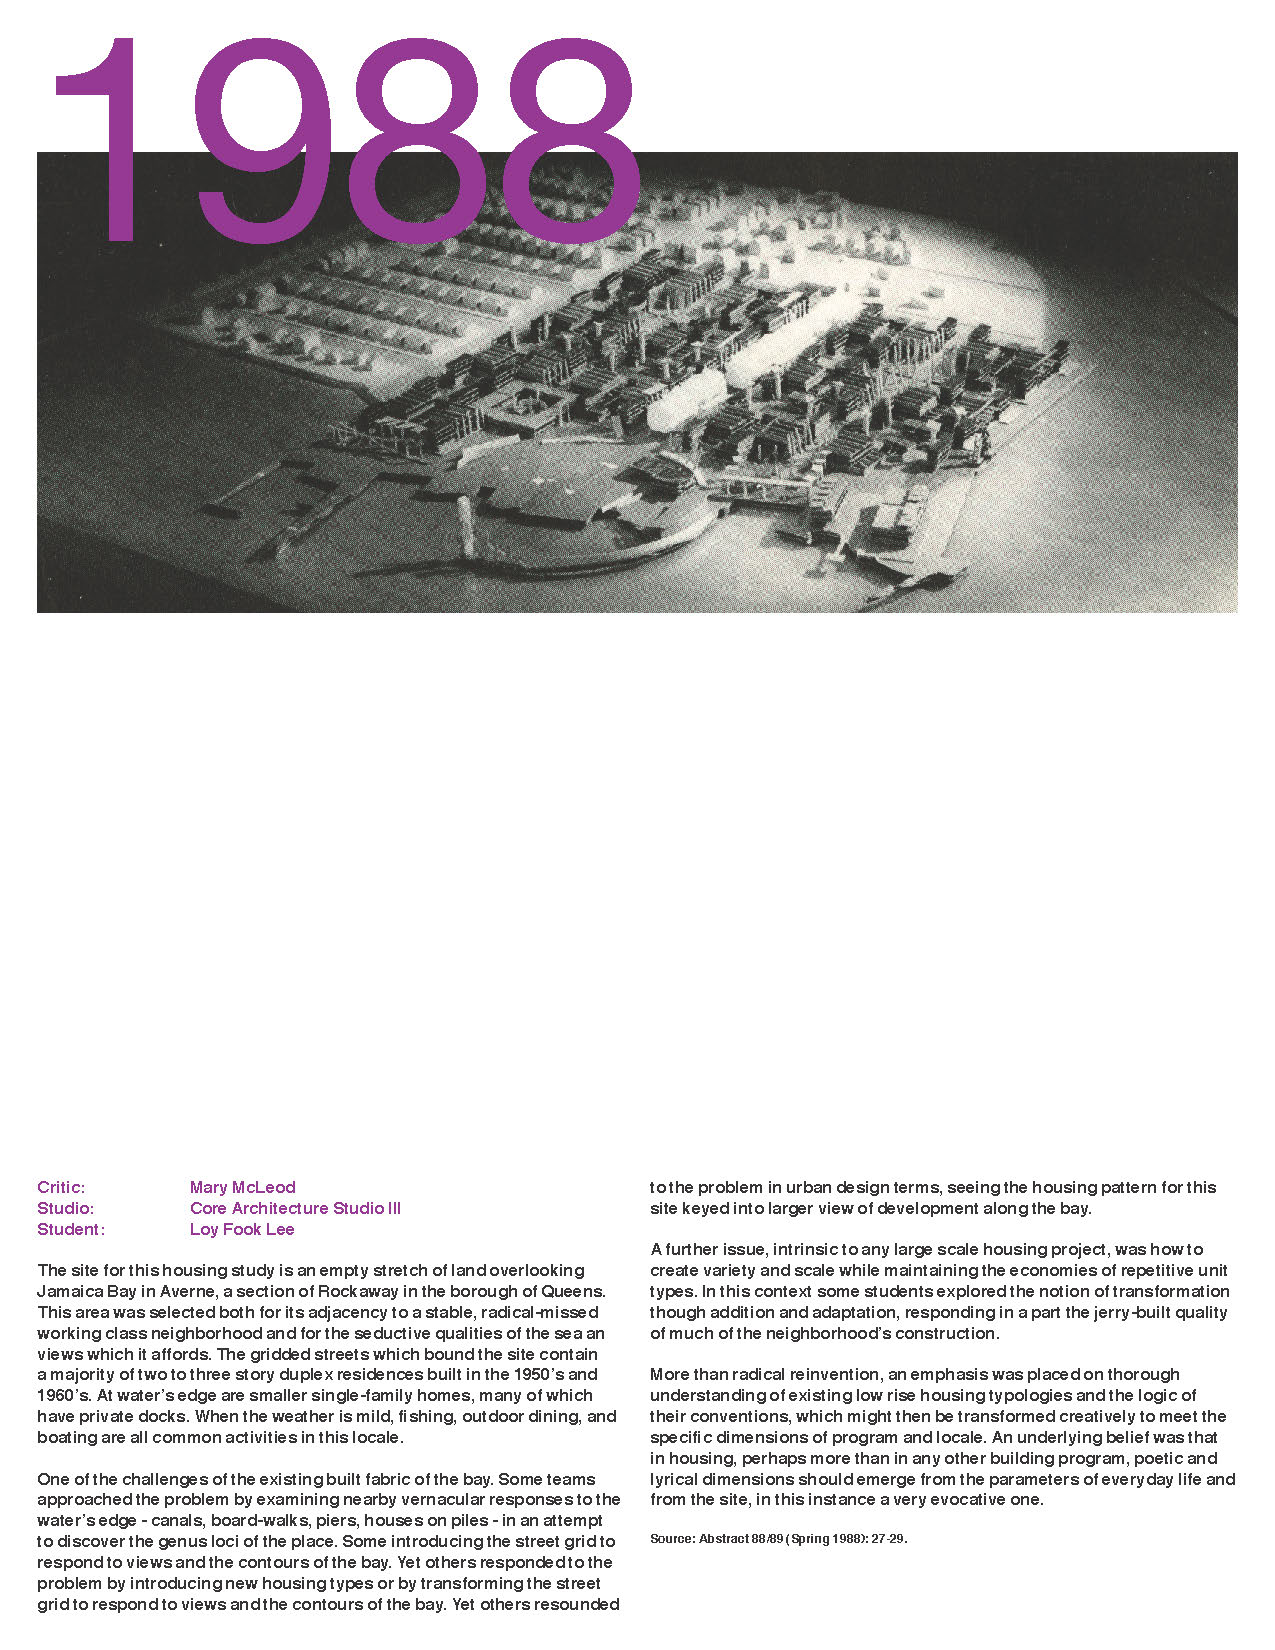 1988
Critic: Mary McLeod
Studio: Core Architecture Studio III
Student: Loy Fook Lee
The site for this housing study is an empty stretch of land overlooking
Jamaica Bay in Averne, a section of Rockaway in the borough of Queens.
This area was selected both for its adjacency to a stable, radical-missed
working class neighborhood and for the seductive qualities of the sea an
views which it affords. The gridded streets which bound the site contain
a majority of two to three story duplex residences built in the 1950's and
1960's. At water's edge are smaller single-family homes, many of which
have private docks. When the weather is mild, fishing, outdoor dining, and
boating are all common activities in this locale.
One of the challenges of the existing built fabric of the bay. Some teams
approached the problem by examining nearby vernacular responses to the
water's edge - canals, board-walks, piers, houses on piles - in an attempt
to discover the genus loci of the place. Some introducing the street grid to
respond to views and the contours of the bay. Yet others responded to the
problem by introducing new housing types or by transforming the street
grid to respond to views and the contours of the bay. Yet others resounded
to the problem in urban design terms, seeing the housing pattern for this
site keyed into larger view of development along the bay.
A further issue, intrinsic to any large scale housing project, was how to
create variety and scale while maintaining the economies of repetitive unit
types. In this context some students explored the notion of transformation
though addition and adaptation, responding in a part the jerry-built quality
of much of the neighborhood's construction.
More than radical reinvention, an emphasis was placed on thorough
understanding of existing low rise housing typologies and the logic of
their conventions, which might then be transformed creatively to meet the
specific dimensions of program and locale. An underlying belief was that
in housing, perhaps more than in any other building program, poetic and
lyrical dimensions should emerge from the parameters of everyday life and
from the site, in this instance a very evocative one.
Source: Abstract 88/89 (Spring 1988): 27-29.